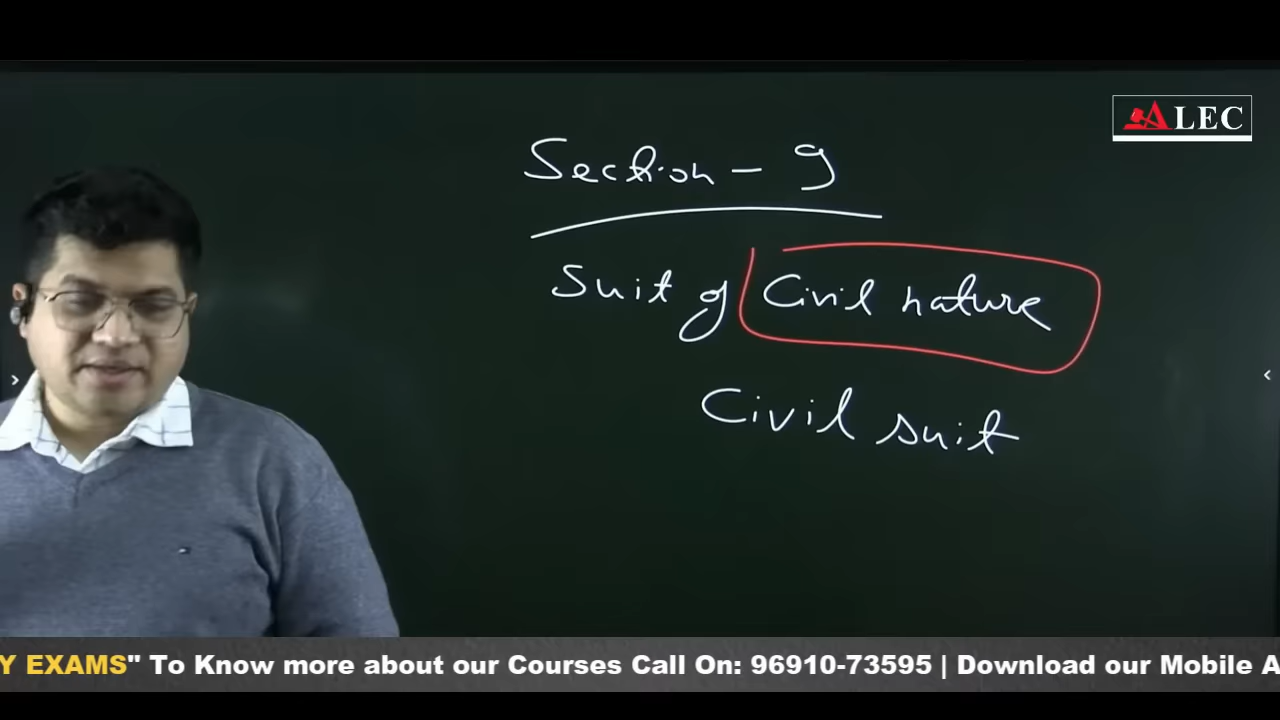 ALEC
Section - 9
Suit of Civil nature
Civil suit
Y EXAMS" To Know more about our Courses Call On: 96910-73595 | Download our Mobile A